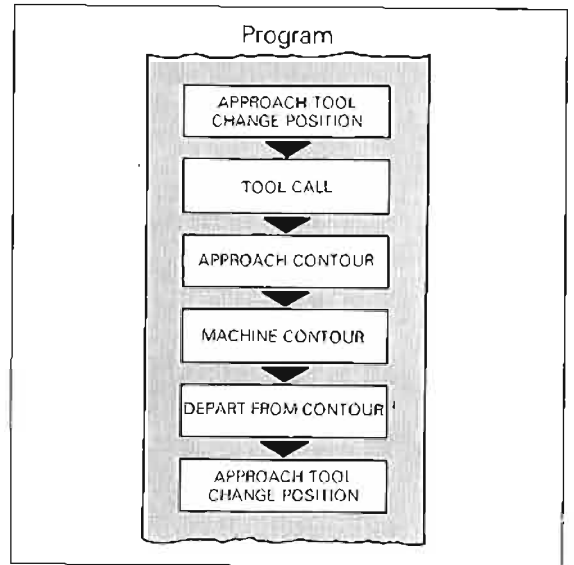 Program
APPROACH TOOL
CHANGE POSITION
TOOL CALL
APPROACH CONTOUR
MACHINE CONTOUR
DEPART FROM CONTOUR
APPROACH TOOL
CHANGE POSITION